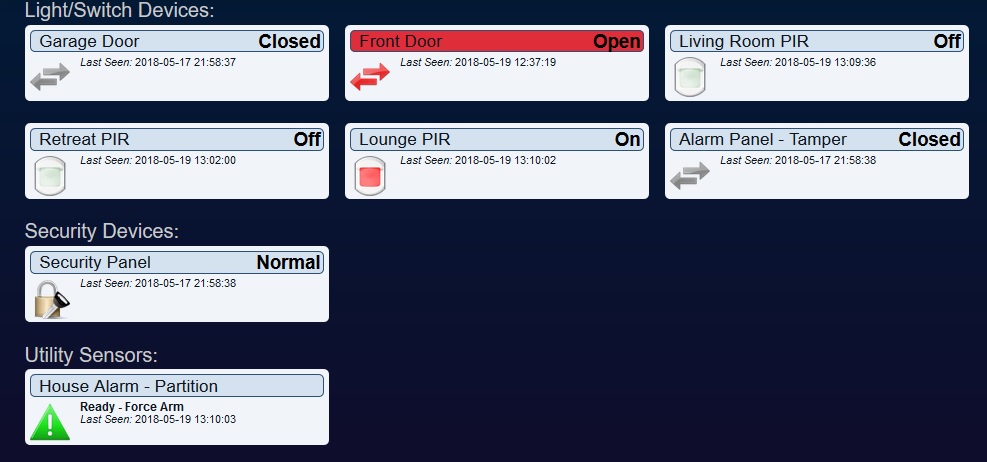 Light/Switch Devices:
Garage Door Closed
Last Seen: 2018-05-17 21:58:37
Front Door Open
Last Seen: 2018-05-19 12:37:19
Living Room PIR Off
Last Seen: 2018-05-19 13:09:36
Retreat PIR Off
Last Seen: 2018-05-19 13:02:00
Lounge PIR On
Last Seen: 2018-05-19 13:10:02
Alarm Panel - Tamper Closed
Last Seen: 2018-05-17 21:58:38
Security Devices:
Security Panel Normal
Last Seen: 2018-05-17 21:58:38
Utility Sensors:
House Alarm - Partition
Ready - Force Arm
Last Seen: 2018-05-19 13:10:03